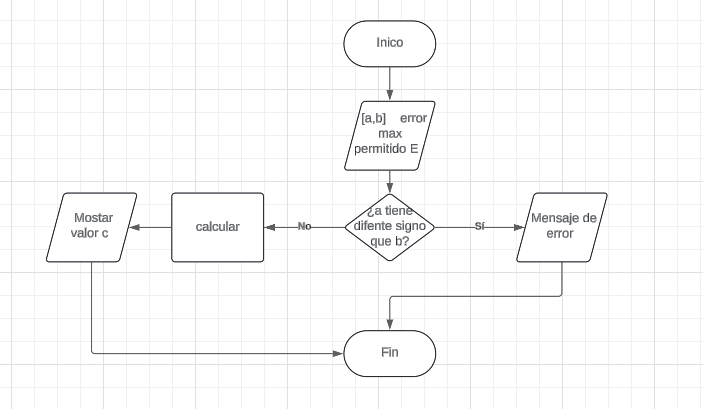 Inico
[a,b] error
max
permitido E
¿a tiene
difente signo
que b?
No
Sí
calcular
Mostar
valor c
Mensaje de
error
Fin